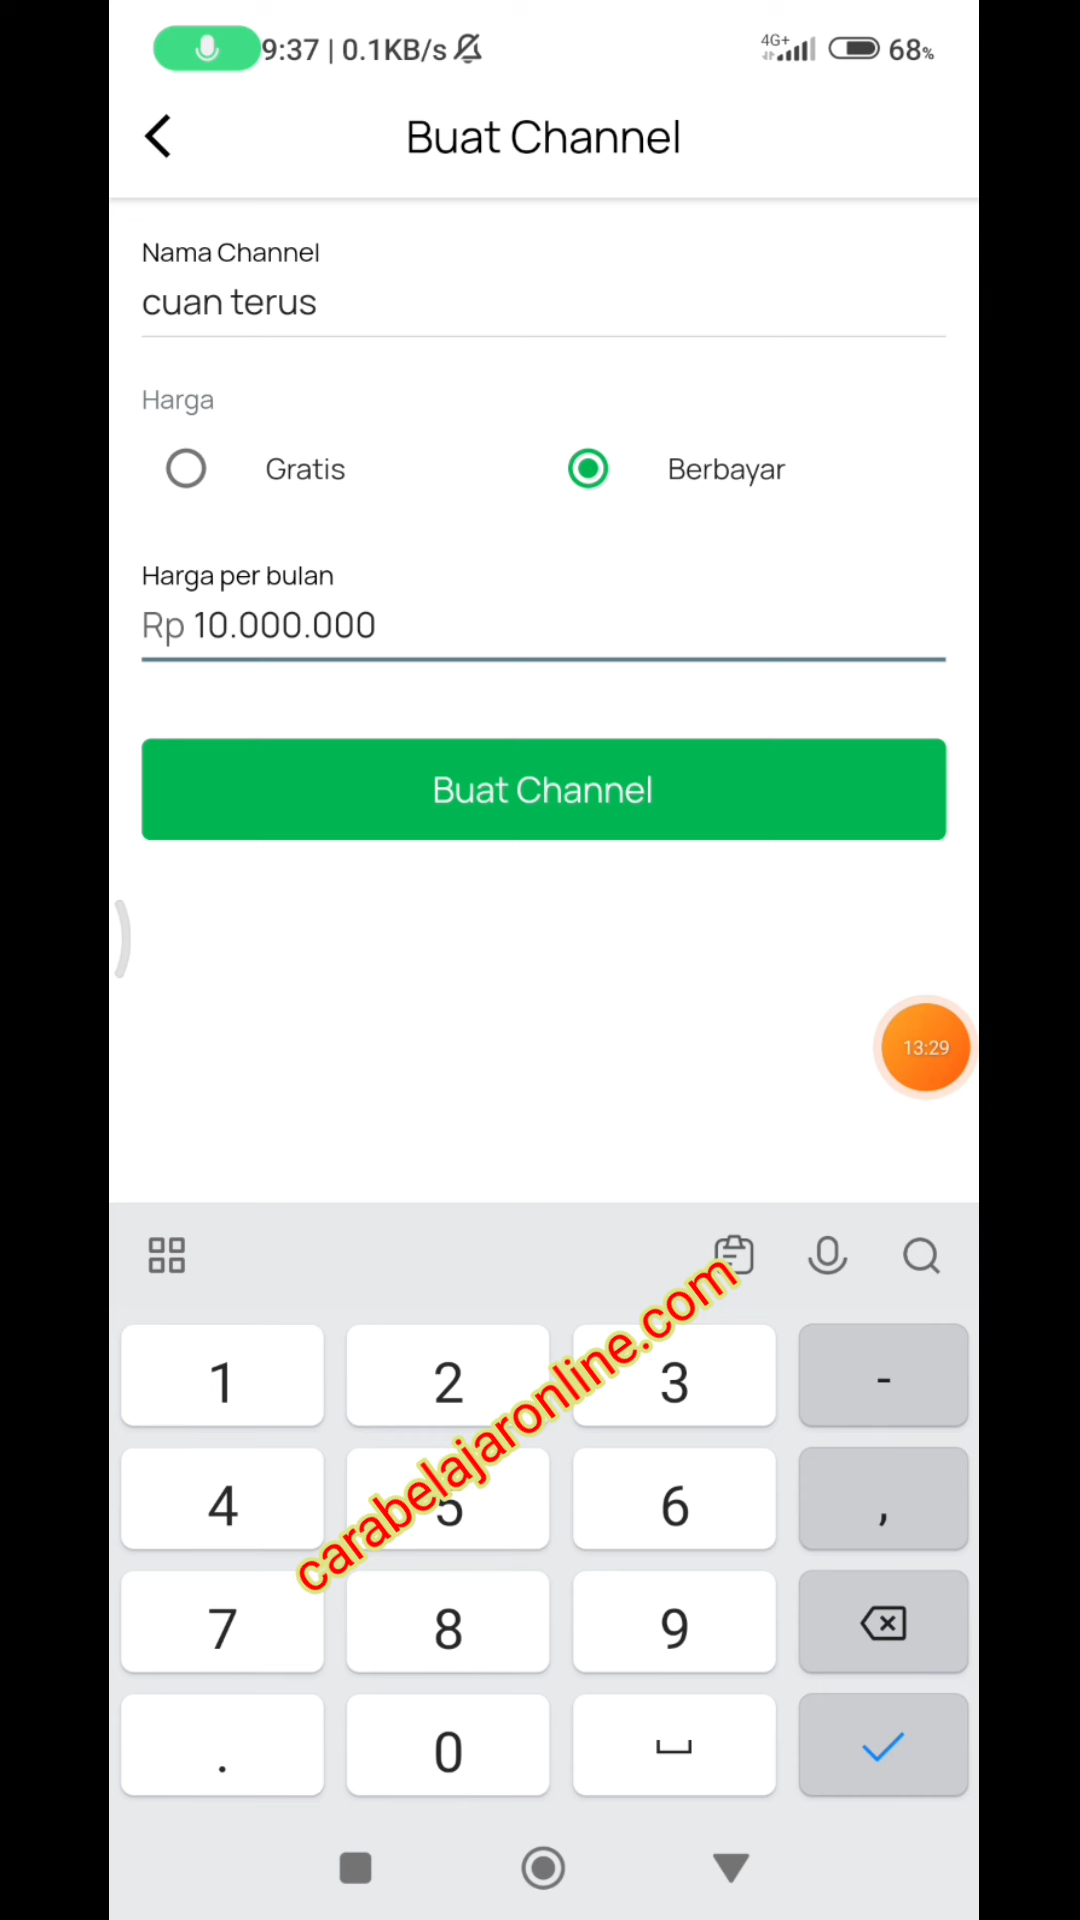 9:37 | 0.1KB/s
4G+
68%
Buat Channel
Nama Channel
cuan terus
Harga
Gratis
Berbayar
Harga per bulan
Rp 10.000.000
Buat Channel
13:29
carabelajaronline.com
1 2 3 -
4 5 6 ,
7 8 9
. 0